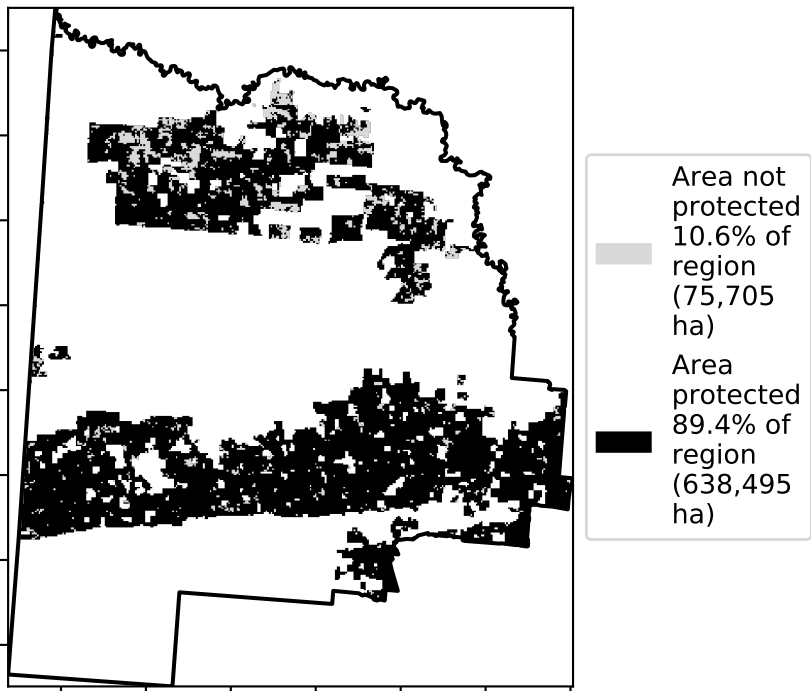 Area not
protected
10.6% of
region
(75,705
ha)
Area
protected
89.4% of
region
(638,495
ha)